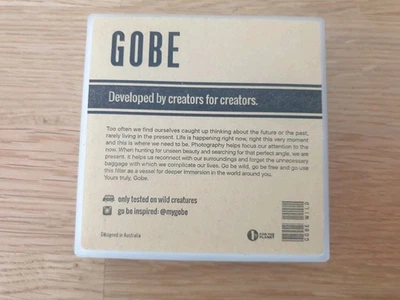 GOBE
Developed by creators for creators.
Too often we find ourselves caught up thinking about the future or the past,
rarely living in the present. Life is happening right now, right this very moment
and this is where we need to be. Photography helps focus our attention to the
now. When hunting for unseen beauty and searching for that perfect angle, we are
present. It helps us reconnect with our surroundings and forget the unnecessary
baggage with which we complicate our lives. Go be wild, go be free and use
this filter as a vessel for deeper immersion in the world around you.
Yours truly, Gobe.
only tested on wild creatures
go be inspired: @mygobe
Designed in Australia
1% FOR THE
PLANET
GOBE WILD